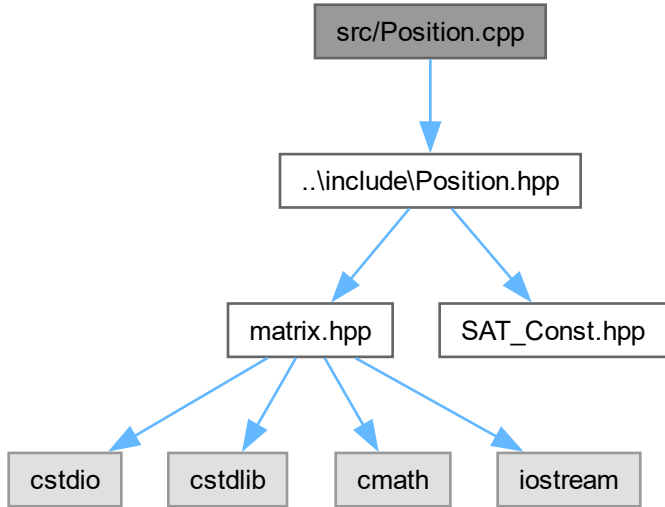 src/Position.cpp
..\include\Position.hpp
matrix.hpp
SAT_Const.hpp
cstdio
cstdlib
cmath
iostream